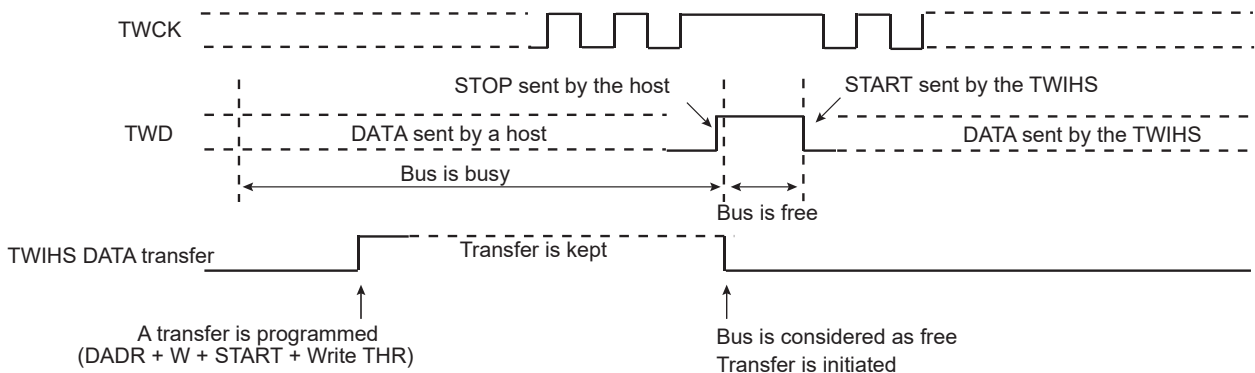 TWCK
STOP sent by the host
START sent by the TWIHS
TWD
DATA sent by a host
DATA sent by the TWIHS
Bus is busy
Bus is free
TWIHS DATA transfer
Transfer is kept
A transfer is programmed
(DADR + W + START + Write THR)
Bus is considered as free
Transfer is initiated